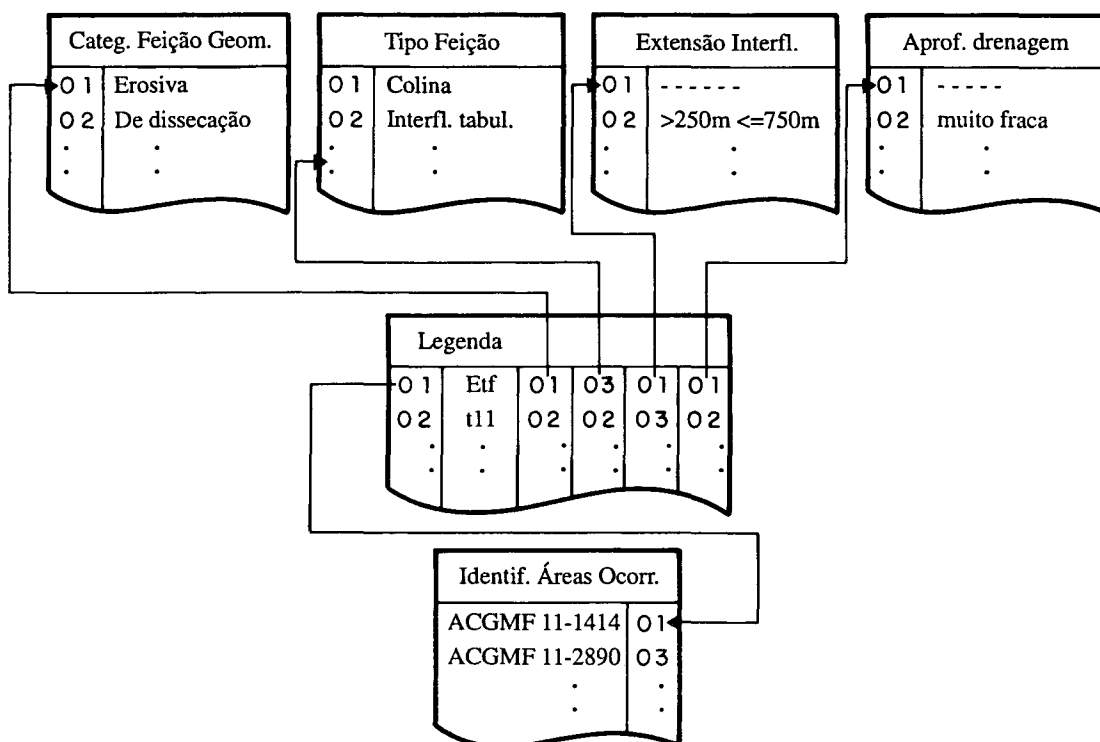 Categ. Feição Geom.
01 Erosiva
02 De dissecação
Tipo Feição
01 Colina
02 Interfl. tabul.
Extensão Interfl.
01 - - - - - -
02 >250m <=750m
Aprof. drenagem
01 - - - - -
02 muito fraca
Legenda
01 Etf 01 03 01 01
02 t11 02 02 03 02
Identif. Áreas Ocorr.
ACGMF 11-1414 01
ACGMF 11-2890 03